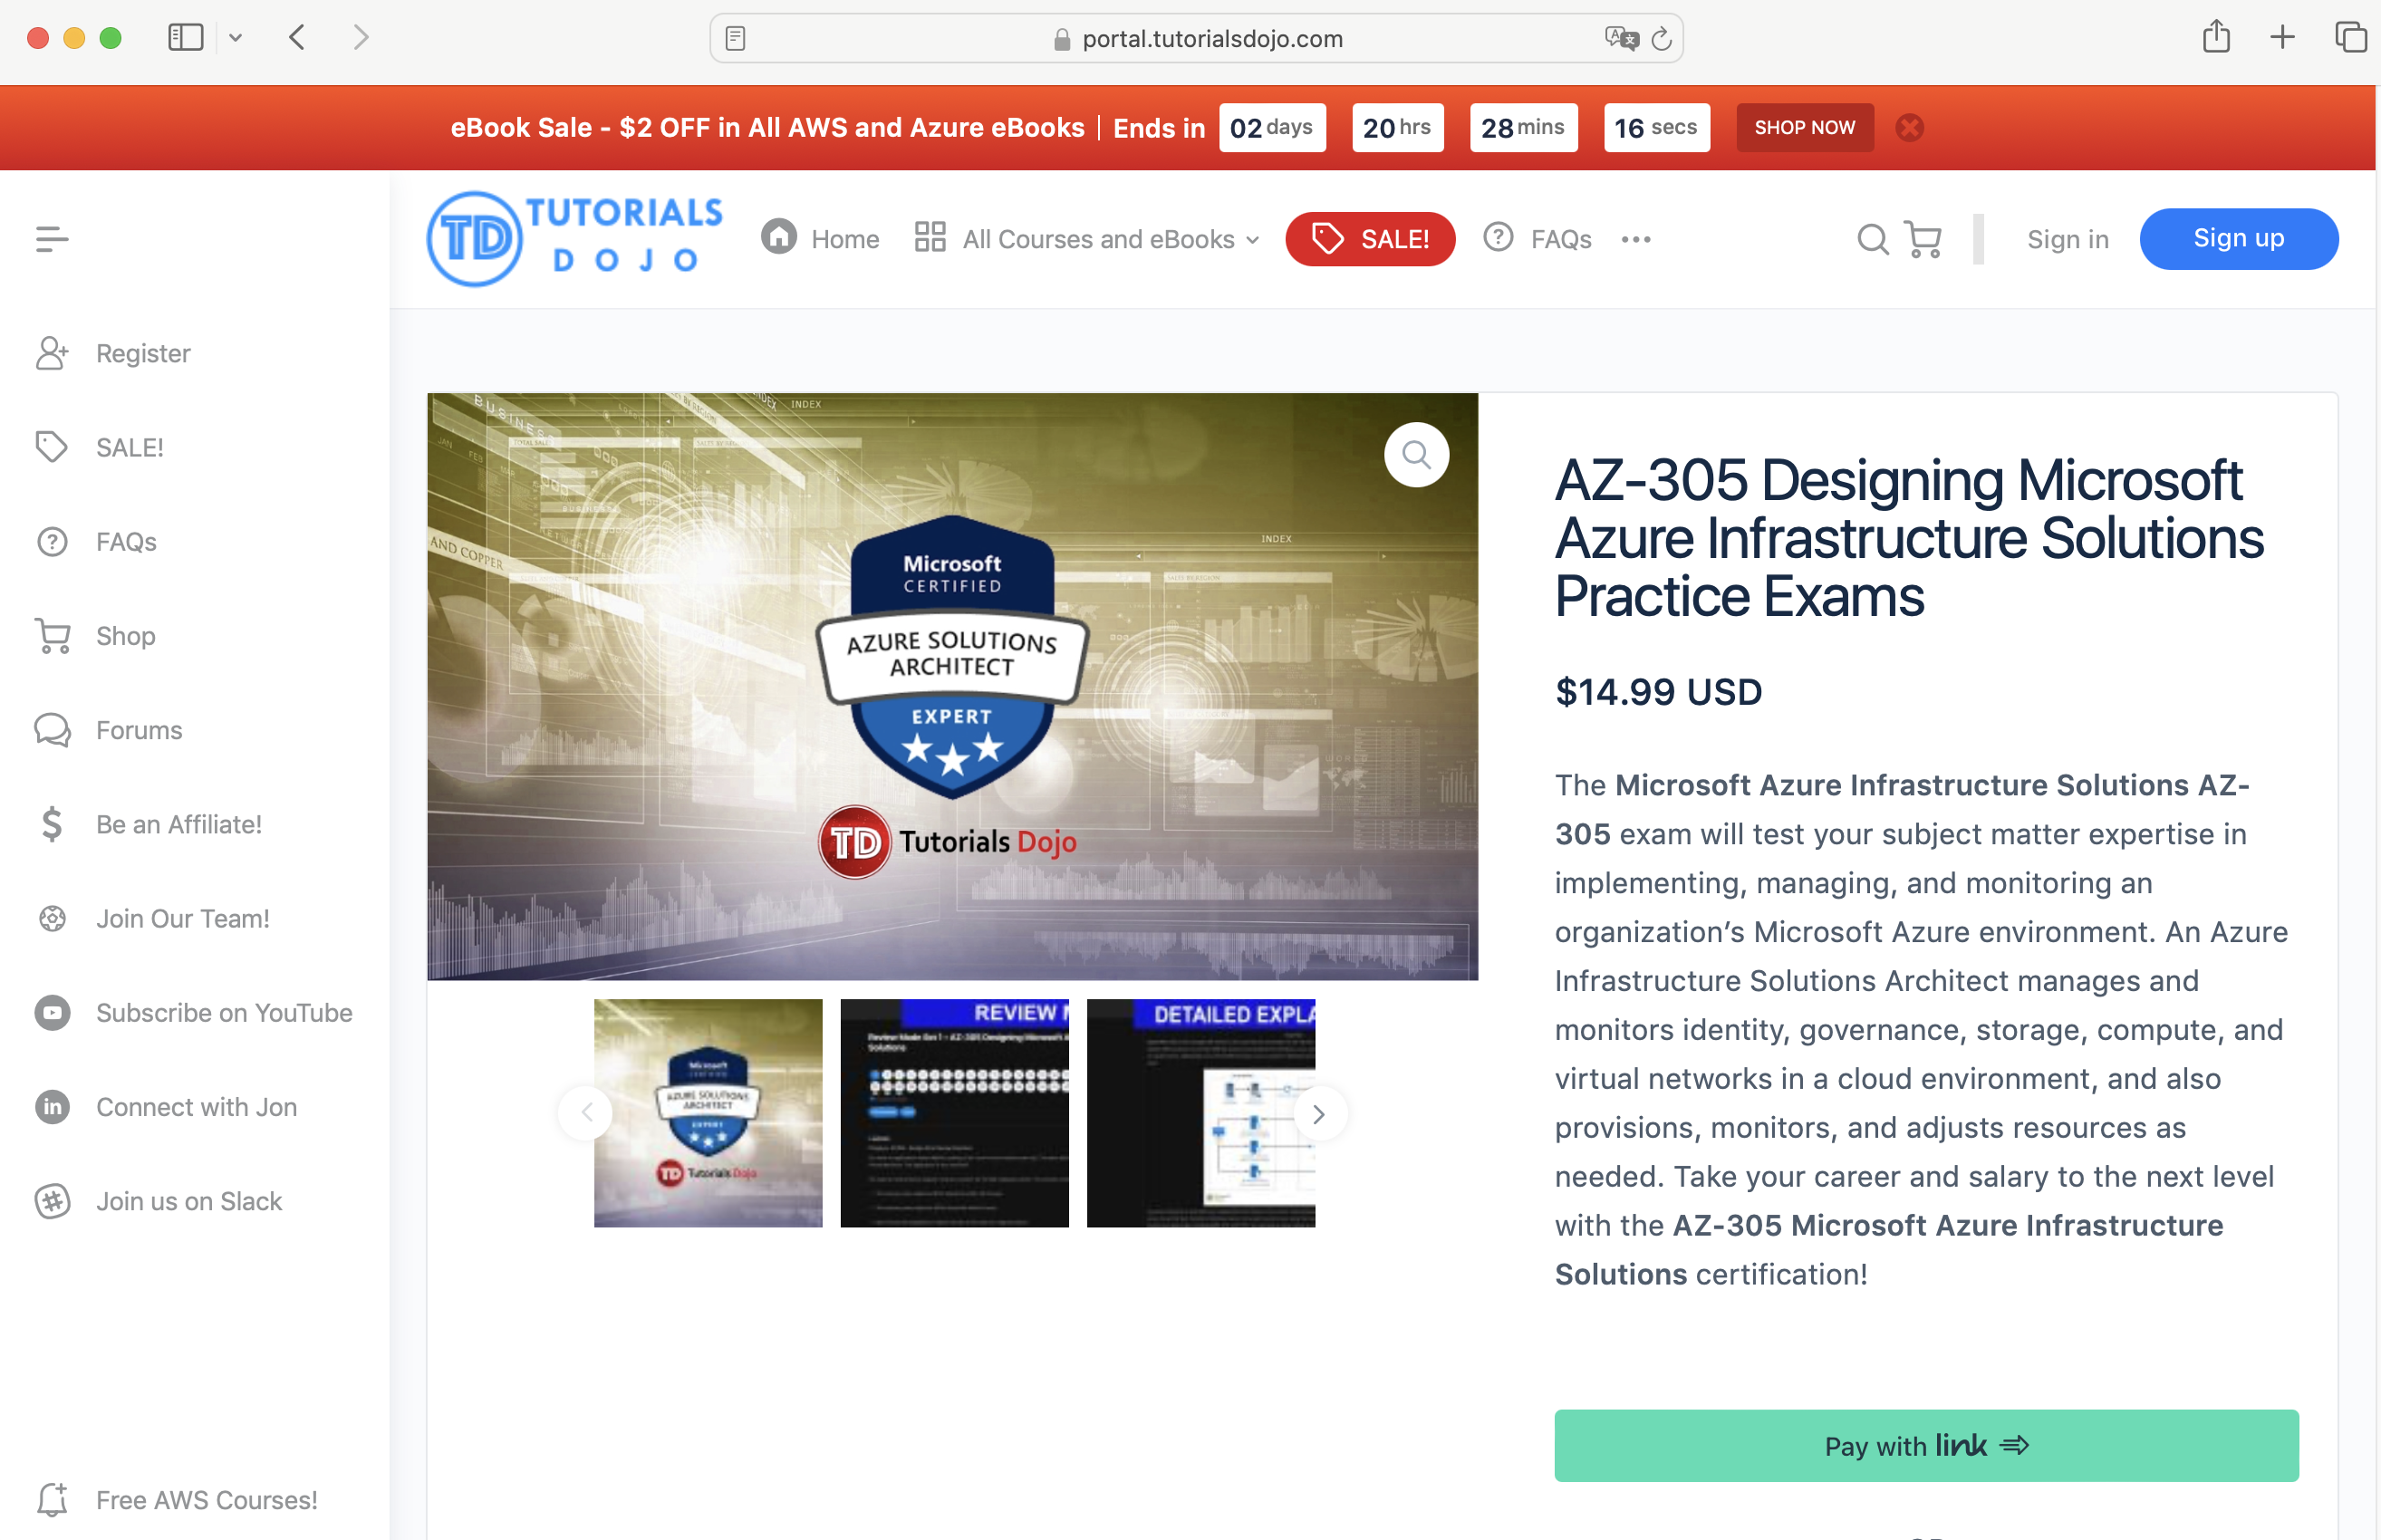 portal.tutorialsdojo.com
eBook Sale - $2 OFF in All AWS and Azure eBooks | Ends in 02 days 20 hrs 28 mins 16 secs SHOP NOW
TD TUTORIALS DOJO
Home All Courses and eBooks SALE! FAQs Sign in Sign up
Register
SALE!
FAQs
Shop
Forums
Be an Affiliate!
Join Our Team!
Subscribe on YouTube
Connect with Jon
Join us on Slack
Free AWS Courses!
BUSINESS
INDEX
INDEX
AND COPPER
Microsoft
CERTIFIED
AZURE SOLUTIONS
ARCHITECT
EXPERT
TD Tutorials Dojo
REVIEW
DETAILED EXPLA
AZ-305 Designing Microsoft
Azure Infrastructure Solutions
Practice Exams
$14.99 USD
The Microsoft Azure Infrastructure Solutions AZ-
305 exam will test your subject matter expertise in
implementing, managing, and monitoring an
organization’s Microsoft Azure environment. An Azure
Infrastructure Solutions Architect manages and
monitors identity, governance, storage, compute, and
virtual networks in a cloud environment, and also
provisions, monitors, and adjusts resources as
needed. Take your career and salary to the next level
with the AZ-305 Microsoft Azure Infrastructure
Solutions certification!
Pay with link